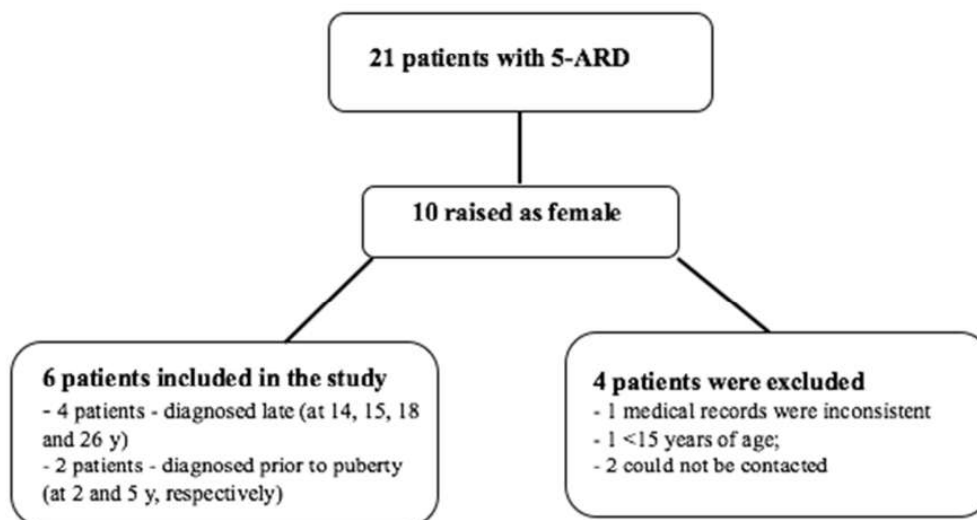 21 patients with 5-ARD
10 raised as female
6 patients included in the study
- 4 patients - diagnosed late (at 14, 15, 18
and 26 y)
- 2 patients - diagnosed prior to puberty
(at 2 and 5 y, respectively)
4 patients were excluded
- 1 medical records were inconsistent
- 1 <15 years of age;
- 2 could not be contacted